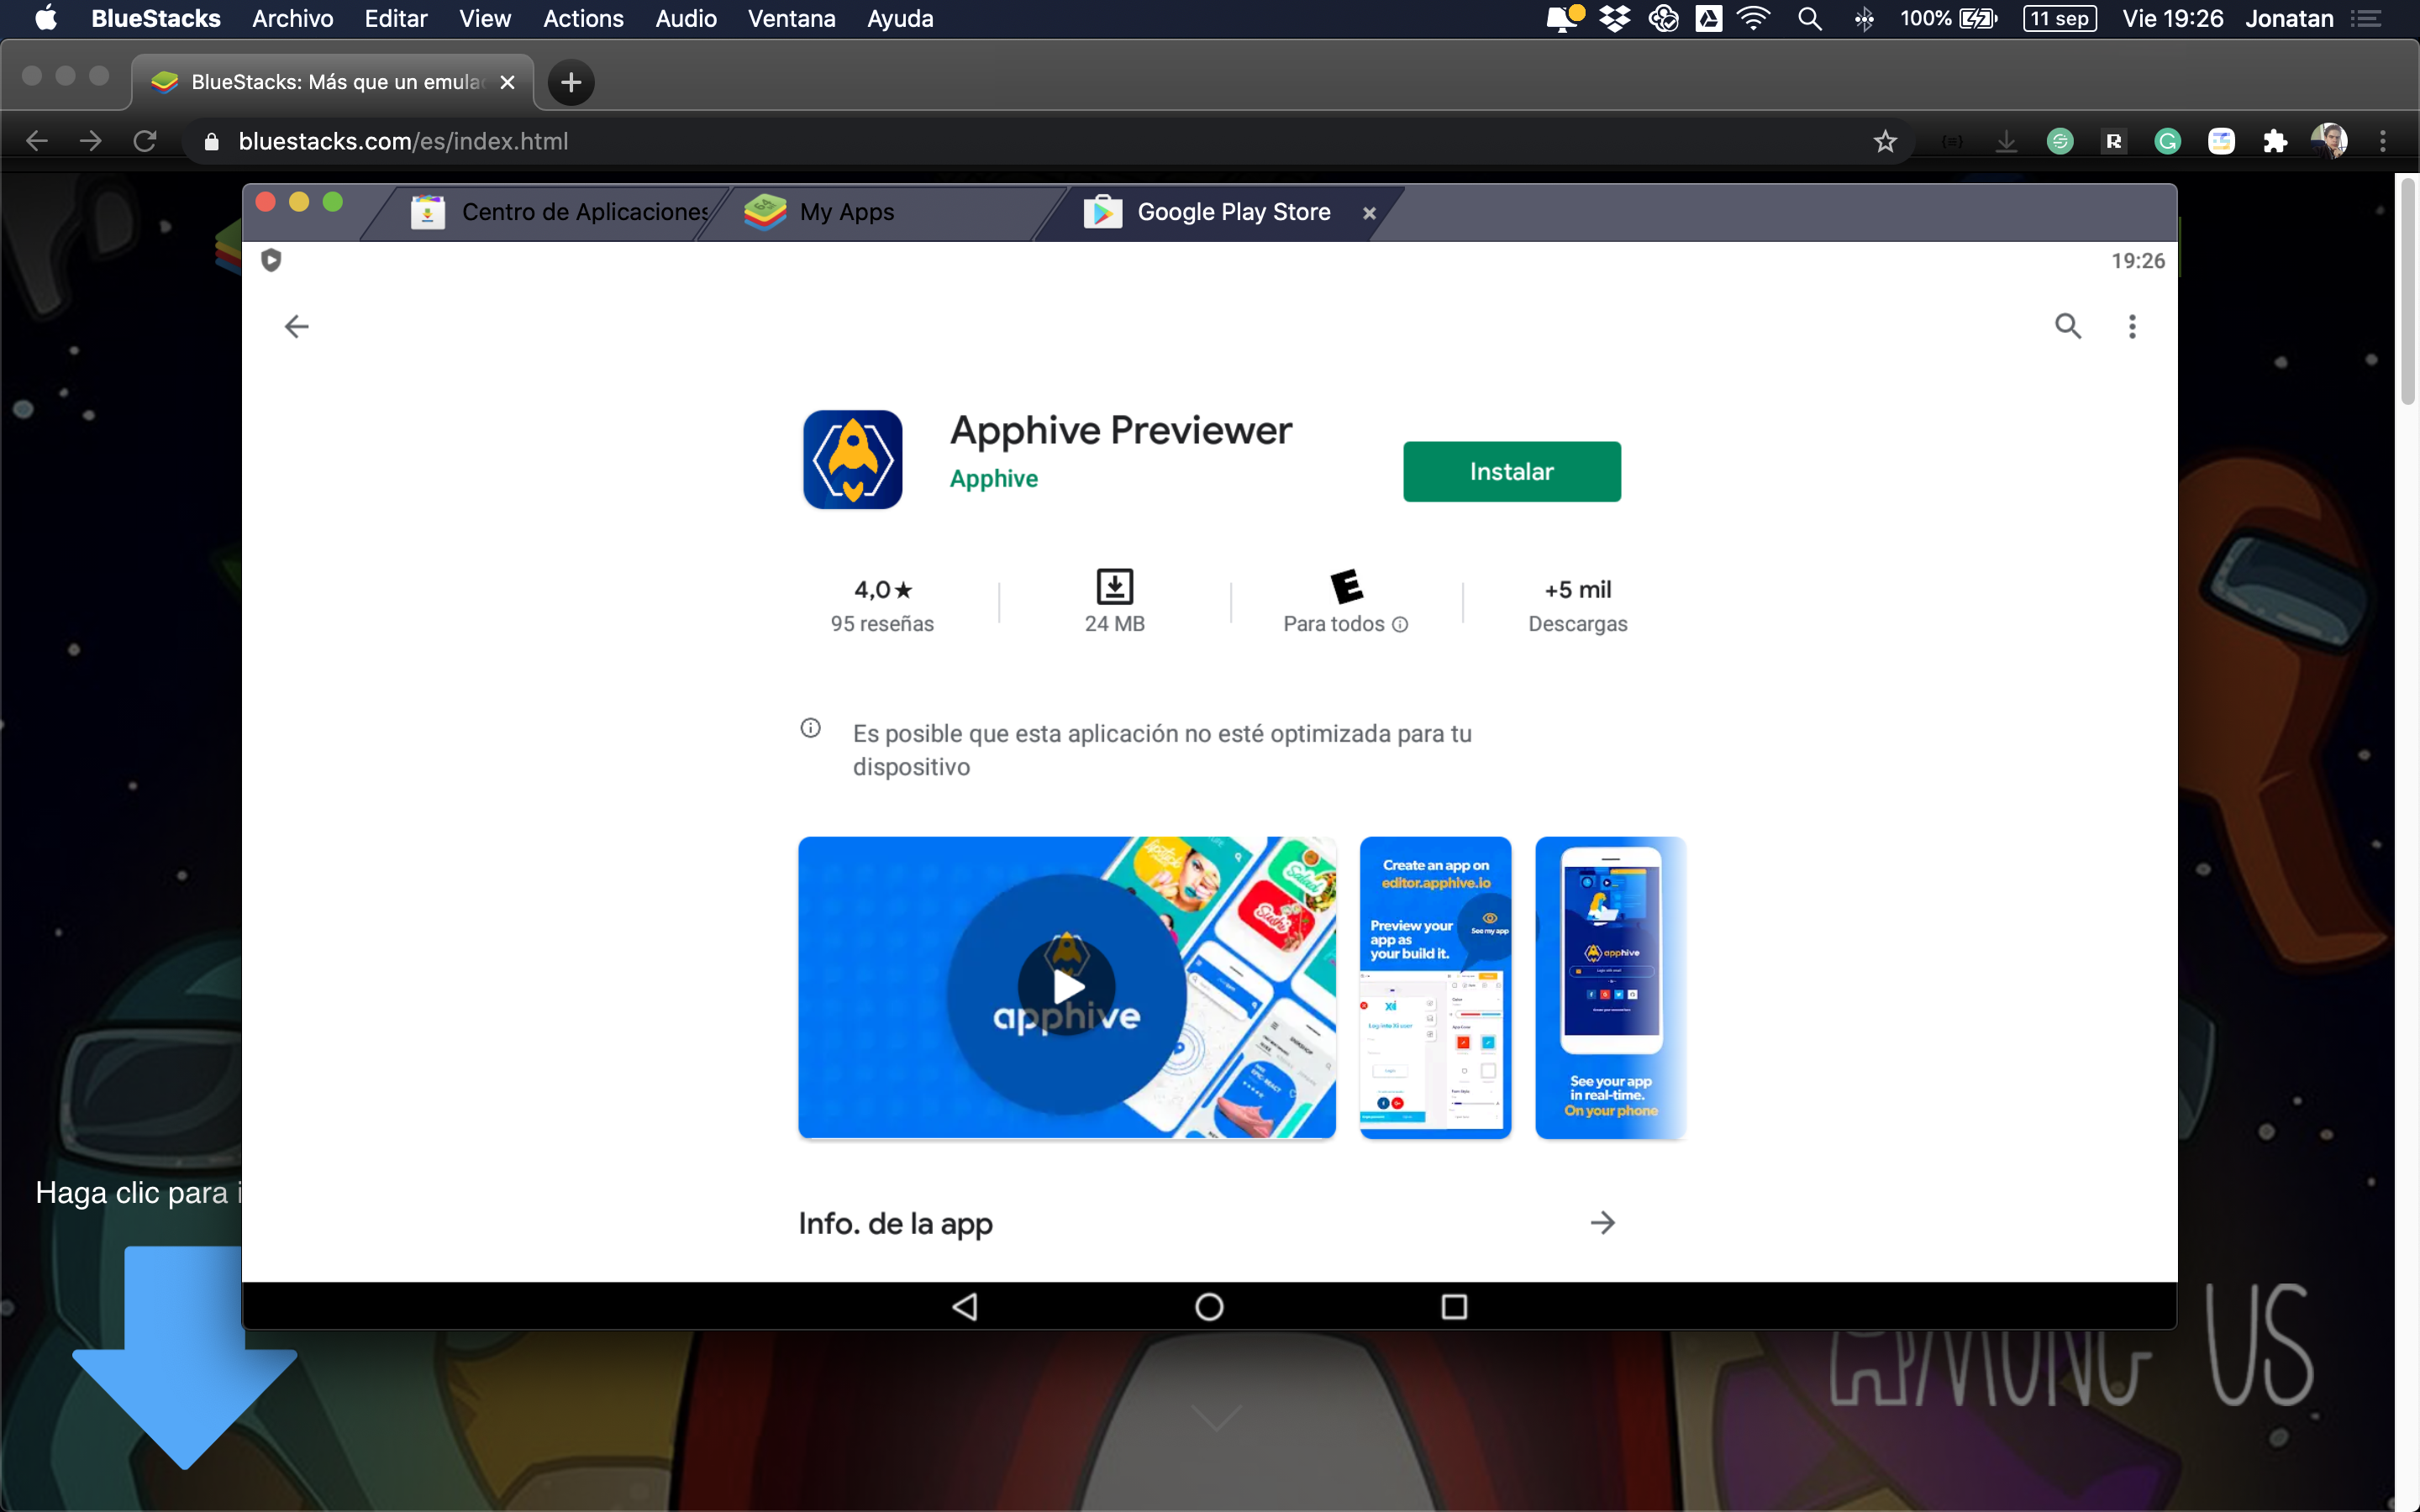 BlueStacks Archivo Editar View Actions Audio Ventana Ayuda 100% 11 sep Vie 19:26 Jonatan
BlueStacks: Más que un emula
bluestacks.com/es/index.html
Centro de Aplicaciones My Apps Google Play Store
19:26
Apphive Previewer
Apphive
Instalar
4,0★ +5 mil
95 reseñas 24 MB Para todos Descargas
Es posible que esta aplicación no esté optimizada para tu
dispositivo
apphive
Create an app on
editor.apphive.io
Preview your
app as
your build it.
See my app
Log into Xi user
apphive
See your app
in real-time.
On your phone
Haga clic para i
Info. de la app
AMONG US